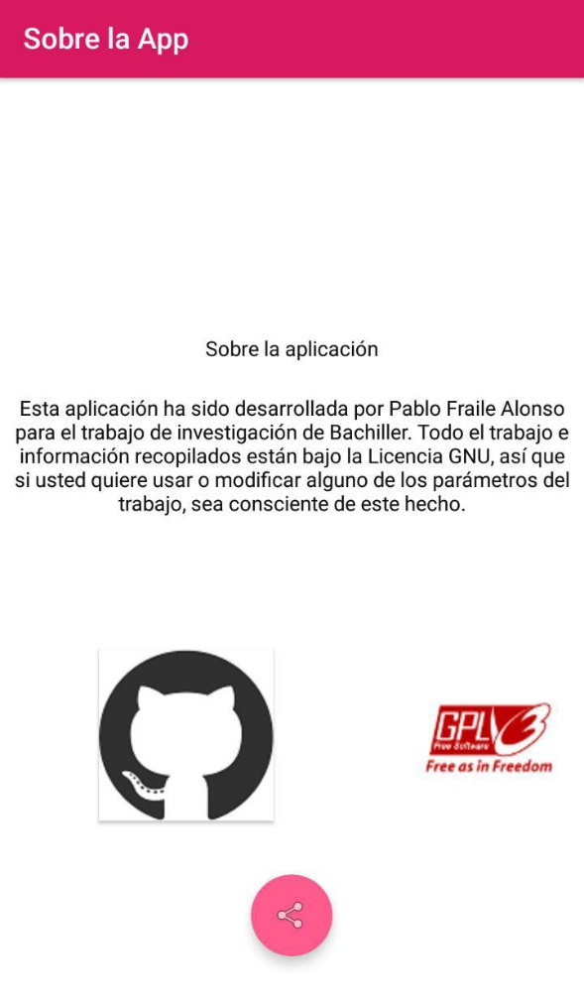 Sobre la App
Sobre la aplicación
Esta aplicación ha sido desarrollada por Pablo Fraile Alonso
para el trabajo de investigación de Bachiller. Todo el trabajo e
información recopilados están bajo la Licencia GNU, así que
si usted quiere usar o modificar alguno de los parámetros del
trabajo, sea consciente de este hecho.
GPLV3
Free Software
Free as in Freedom